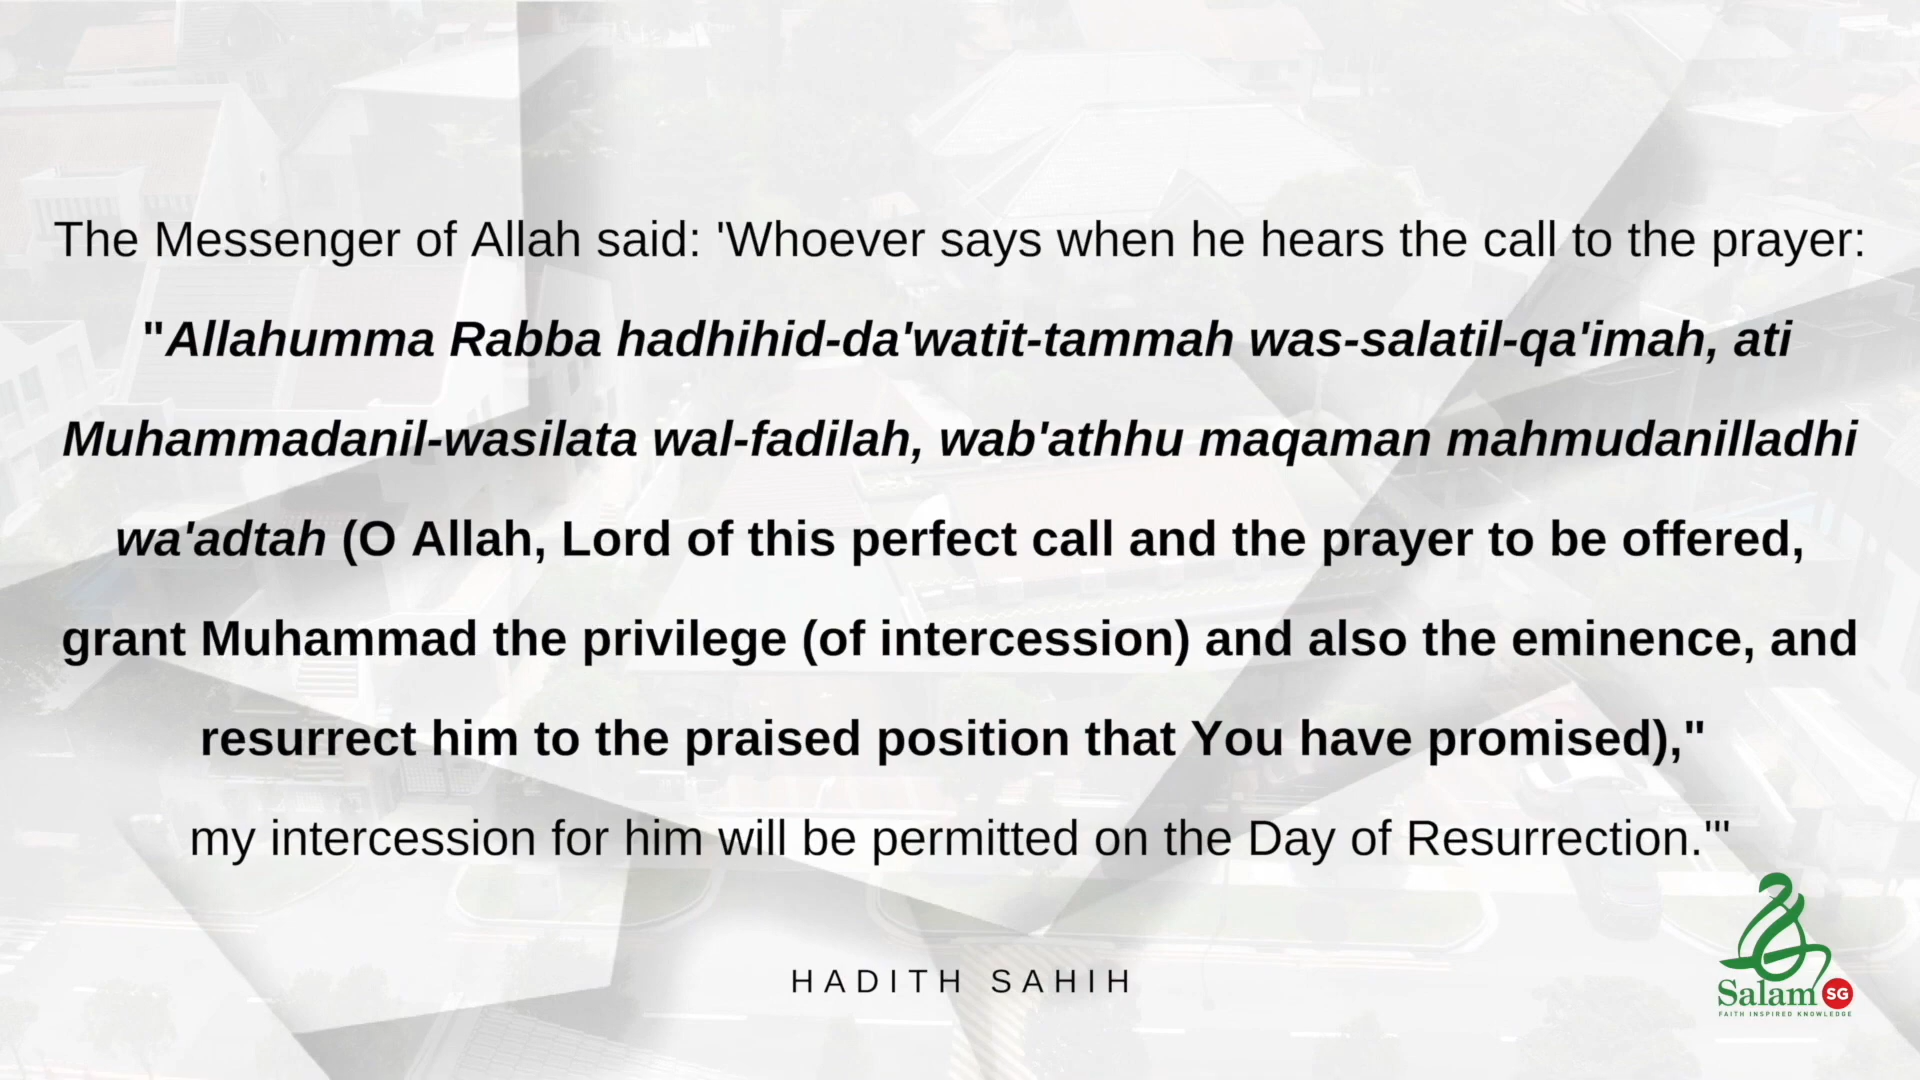 The Messenger of Allah said: 'Whoever says when he hears the call to the prayer:
"Allahumma Rabba hadhihid-da'watit-tammah was-salatil-qa'imah, ati
Muhammadanil-wasilata wal-fadilah, wab'athhu maqaman mahmudanilladhi
wa'adtah (O Allah, Lord of this perfect call and the prayer to be offered,
grant Muhammad the privilege (of intercession) and also the eminence, and
resurrect him to the praised position that You have promised),"
my intercession for him will be permitted on the Day of Resurrection.'"
HADITH SAHIH
Salam SG
FAITH INSPIRED KNOWLEDGE